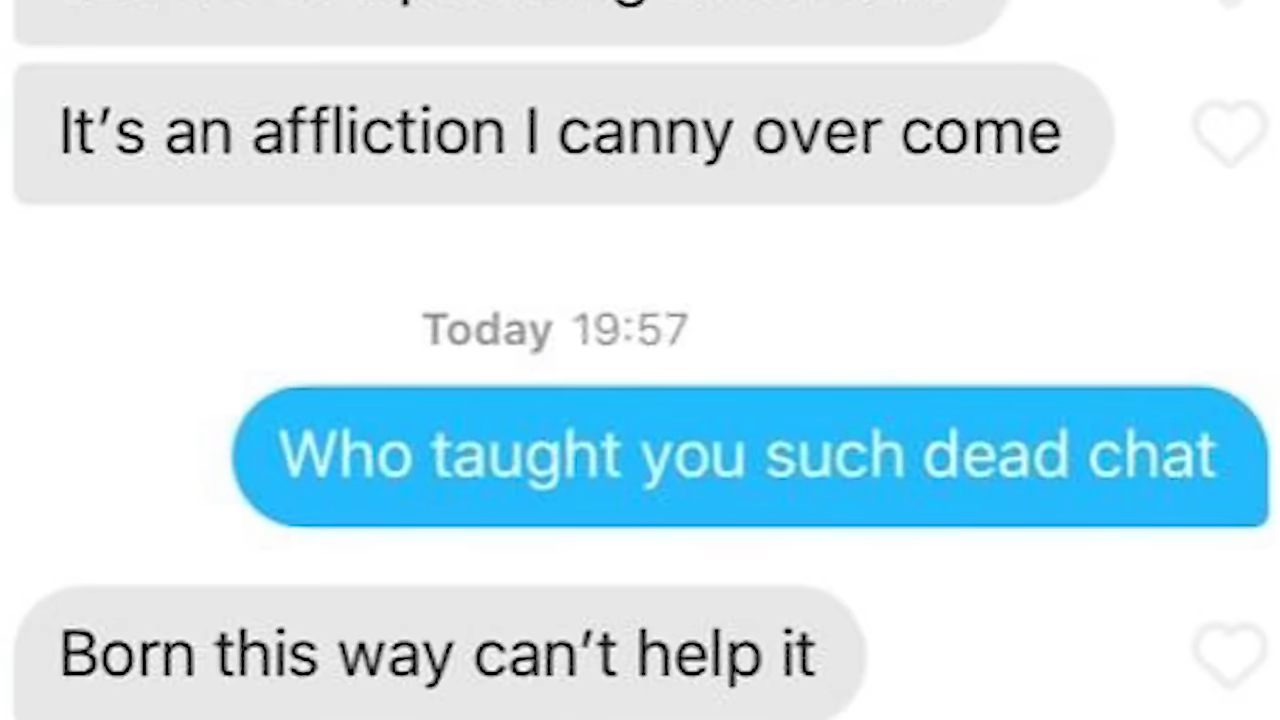 It's an affliction I canny over come
Today 19:57
Who taught you such dead chat
Born this way can't help it